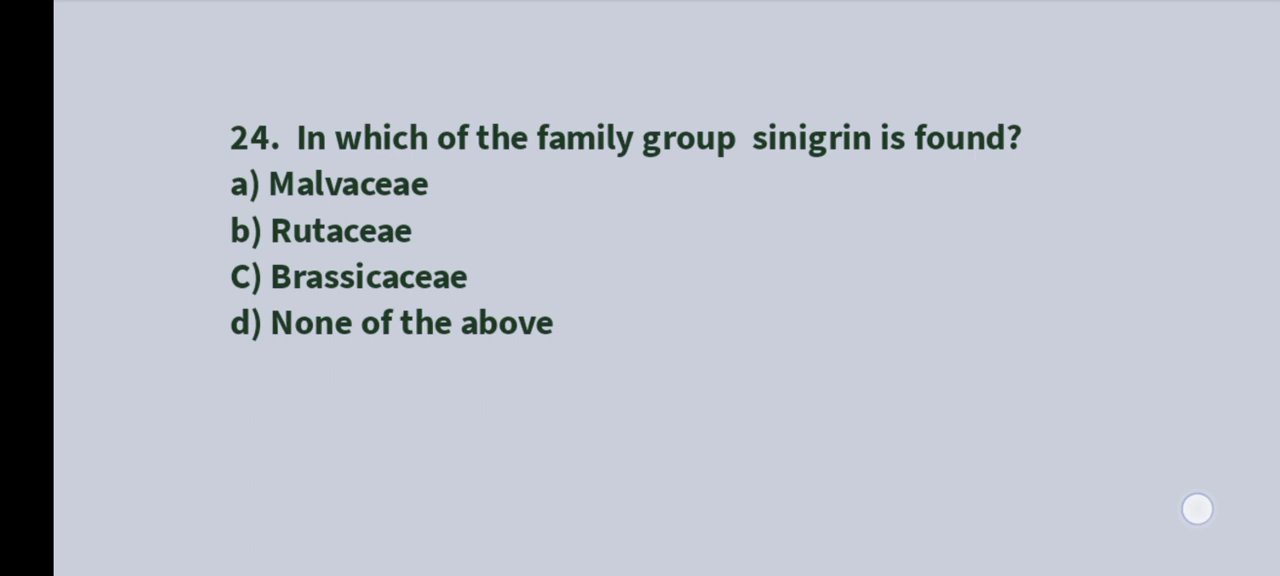 24.  In which of the family group  sinigrin is found?
a) Malvaceae
b) Rutaceae
C) Brassicaceae
d) None of the above